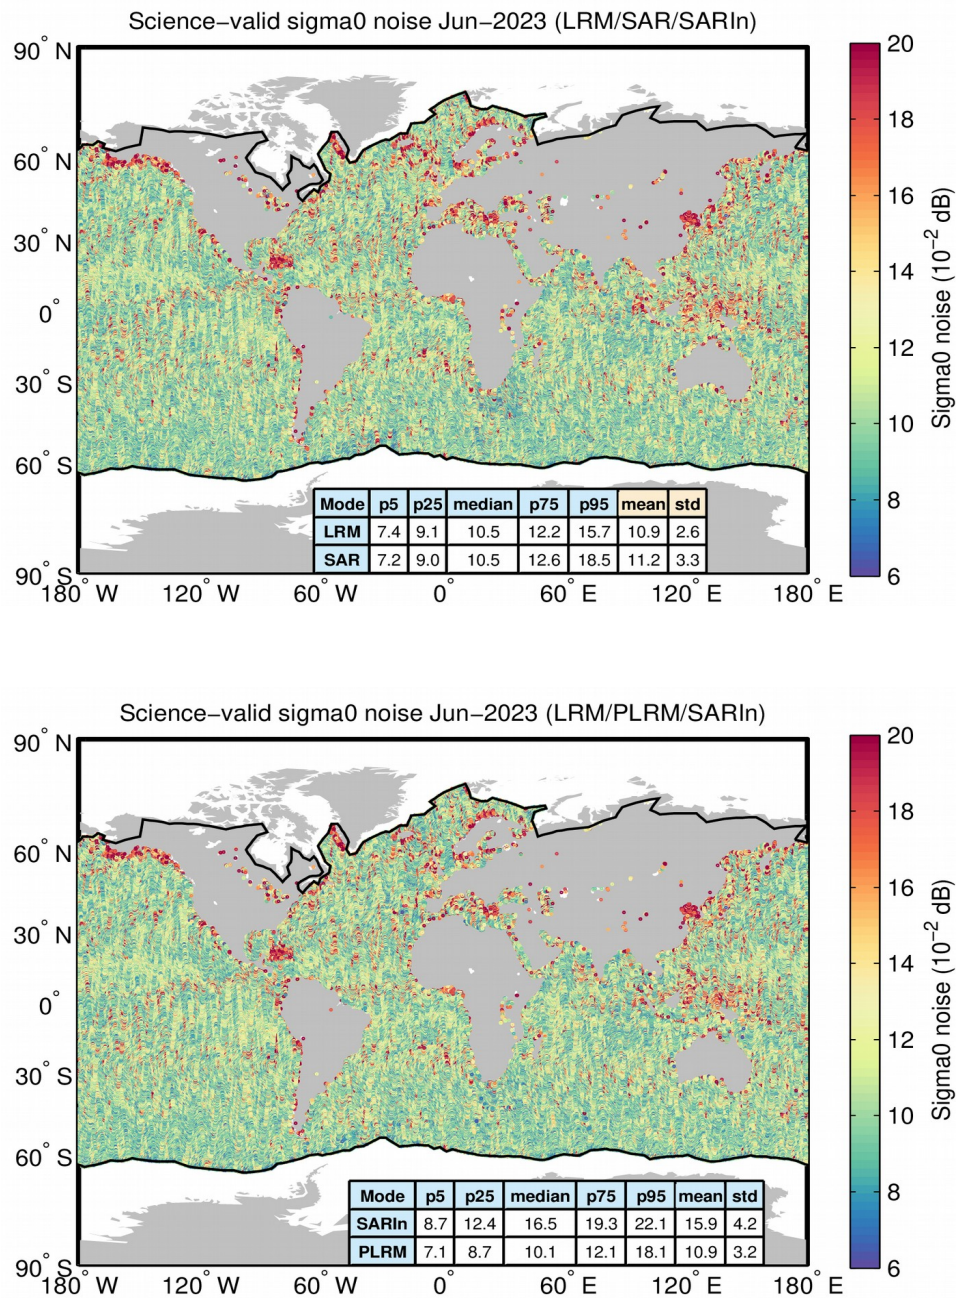 Science−valid sigma0 noise Jun−2023 (LRM/SAR/SARIn)
90° N
60° N
30° N
0°
30° S
60° S
90° S
180° W
120° W
60° W
0°
60° E
120° E
180° E
Mode p5 p25 median p75 p95 mean std
LRM 7.4 9.1 10.5 12.2 15.7 10.9 2.6
SAR 7.2 9.0 10.5 12.6 18.5 11.2 3.3
20
18
16
14
12
10
8
6
Sigma0 noise (10⁻² dB)
Science−valid sigma0 noise Jun−2023 (LRM/PLRM/SARIn)
90° N
60° N
30° N
0°
30° S
60° S
90° S
180° W
120° W
60° W
0°
60° E
120° E
180° E
Mode p5 p25 median p75 p95 mean std
SARIn 8.7 12.4 16.5 19.3 22.1 15.9 4.2
PLRM 7.1 8.7 10.1 12.1 18.1 10.9 3.2
20
18
16
14
12
10
8
6
Sigma0 noise (10⁻² dB)